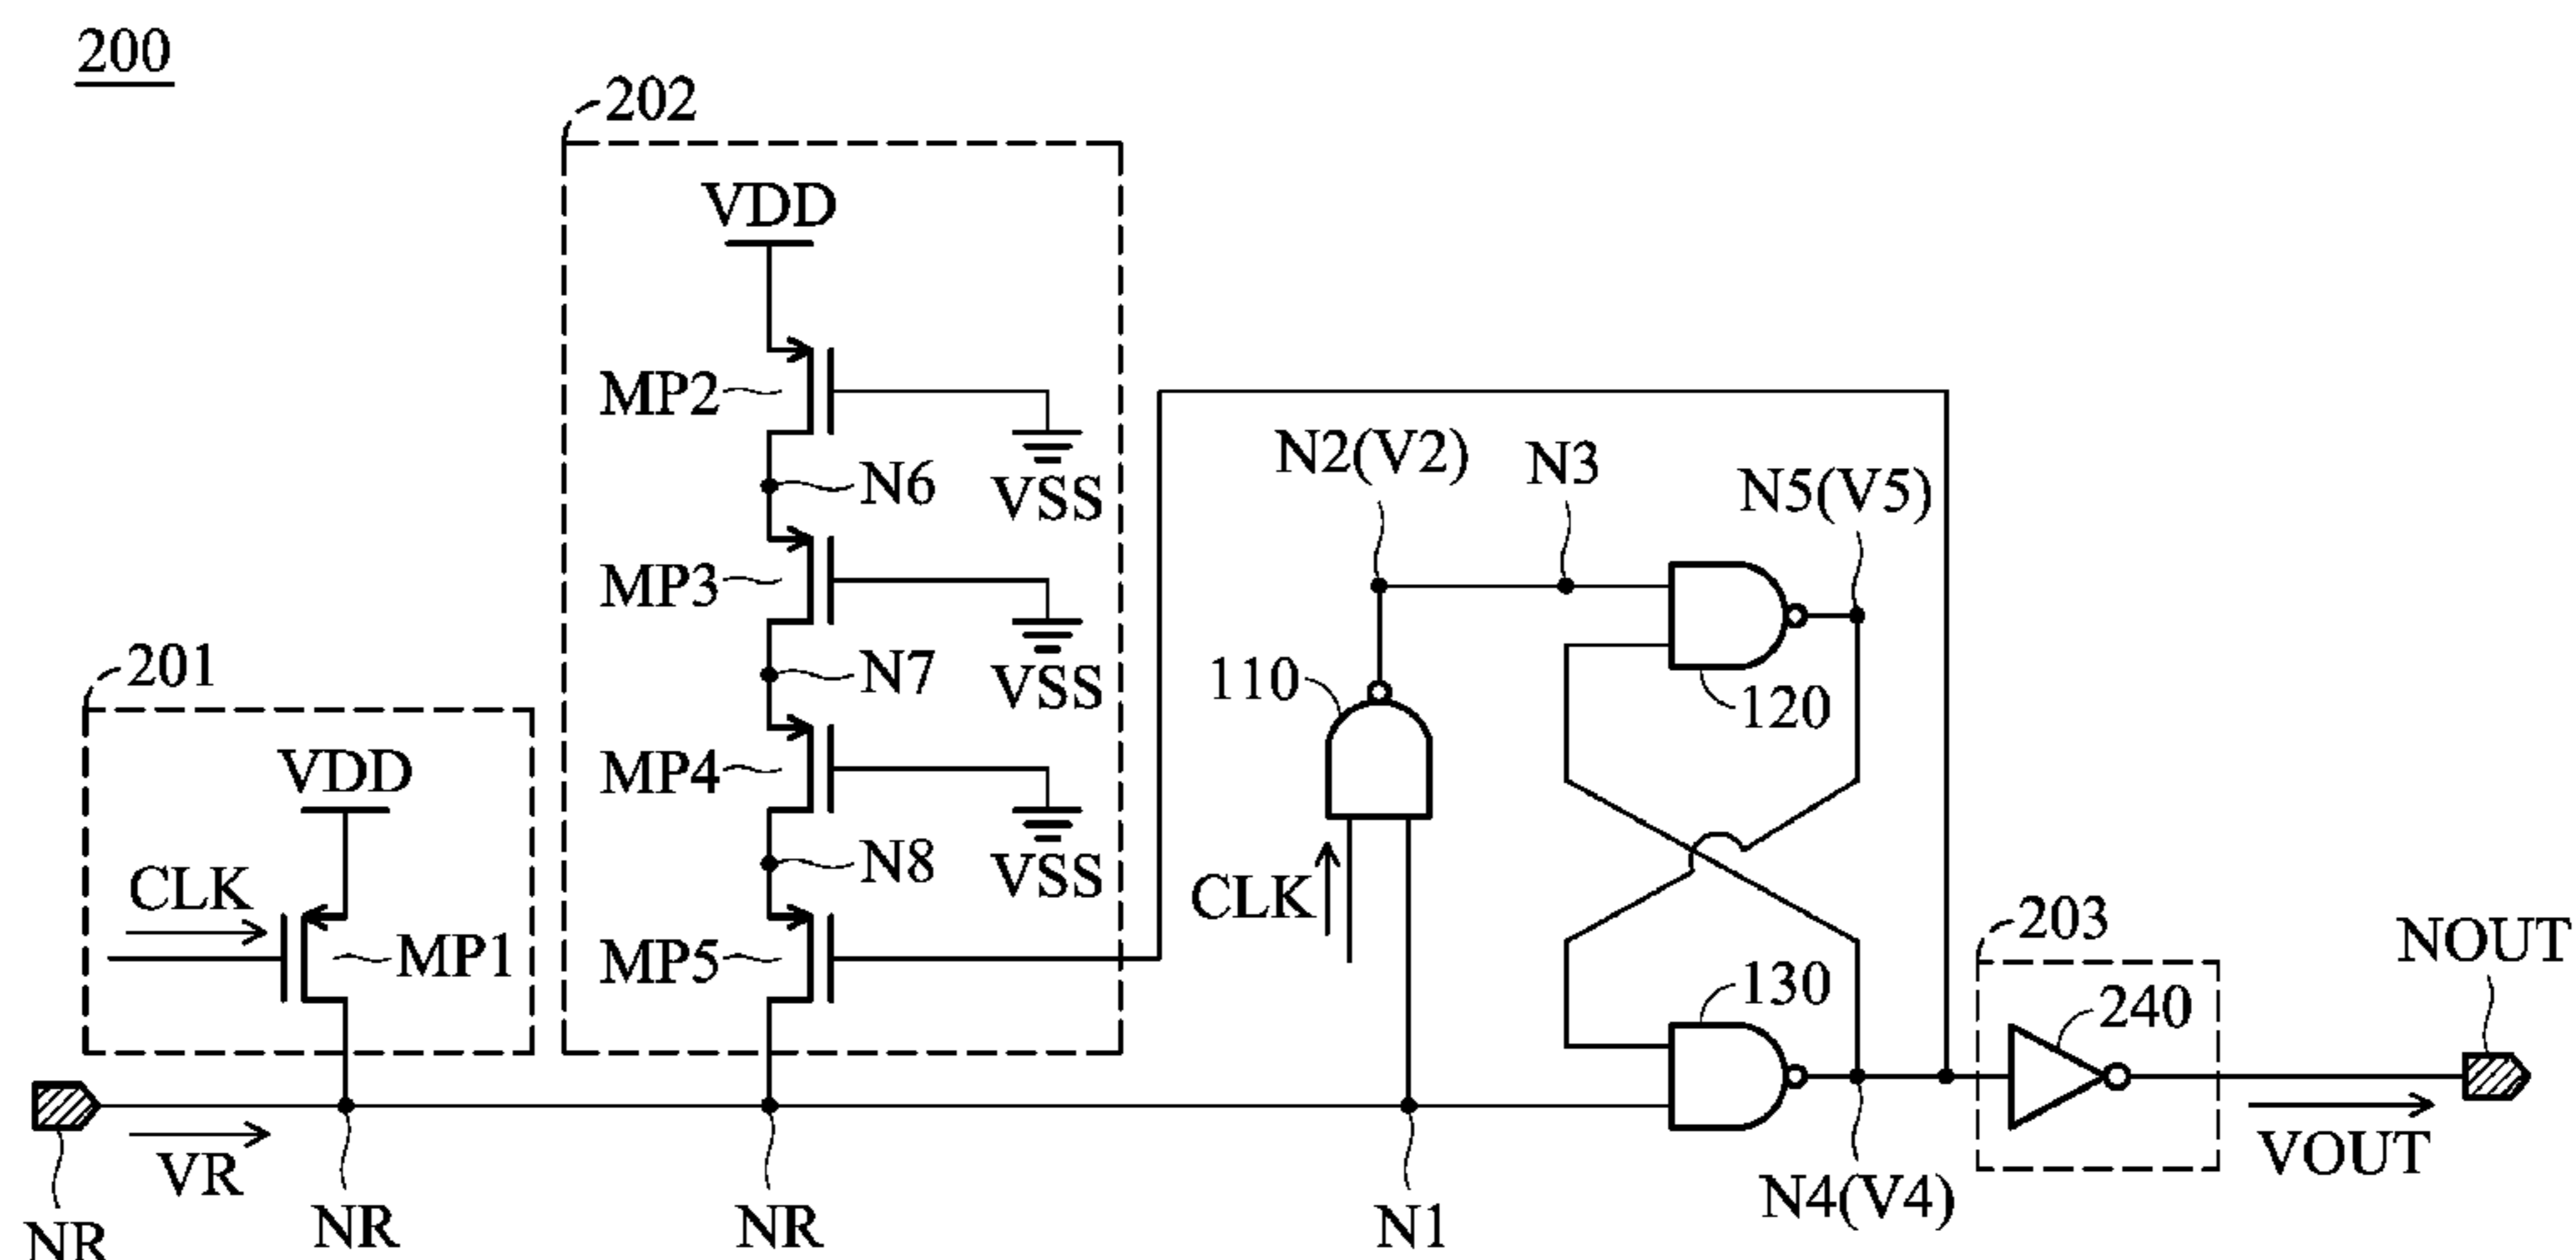 200
202
VDD
MP2
N6
VSS
MP3
N7
VSS
MP4
N8
VSS
MP5
201
VDD
CLK
MP1
NR
VR
NR
NR
N1
N2(V2)
N3
N5(V5)
110
120
CLK
130
203
240
NOUT
N4(V4)
VOUT